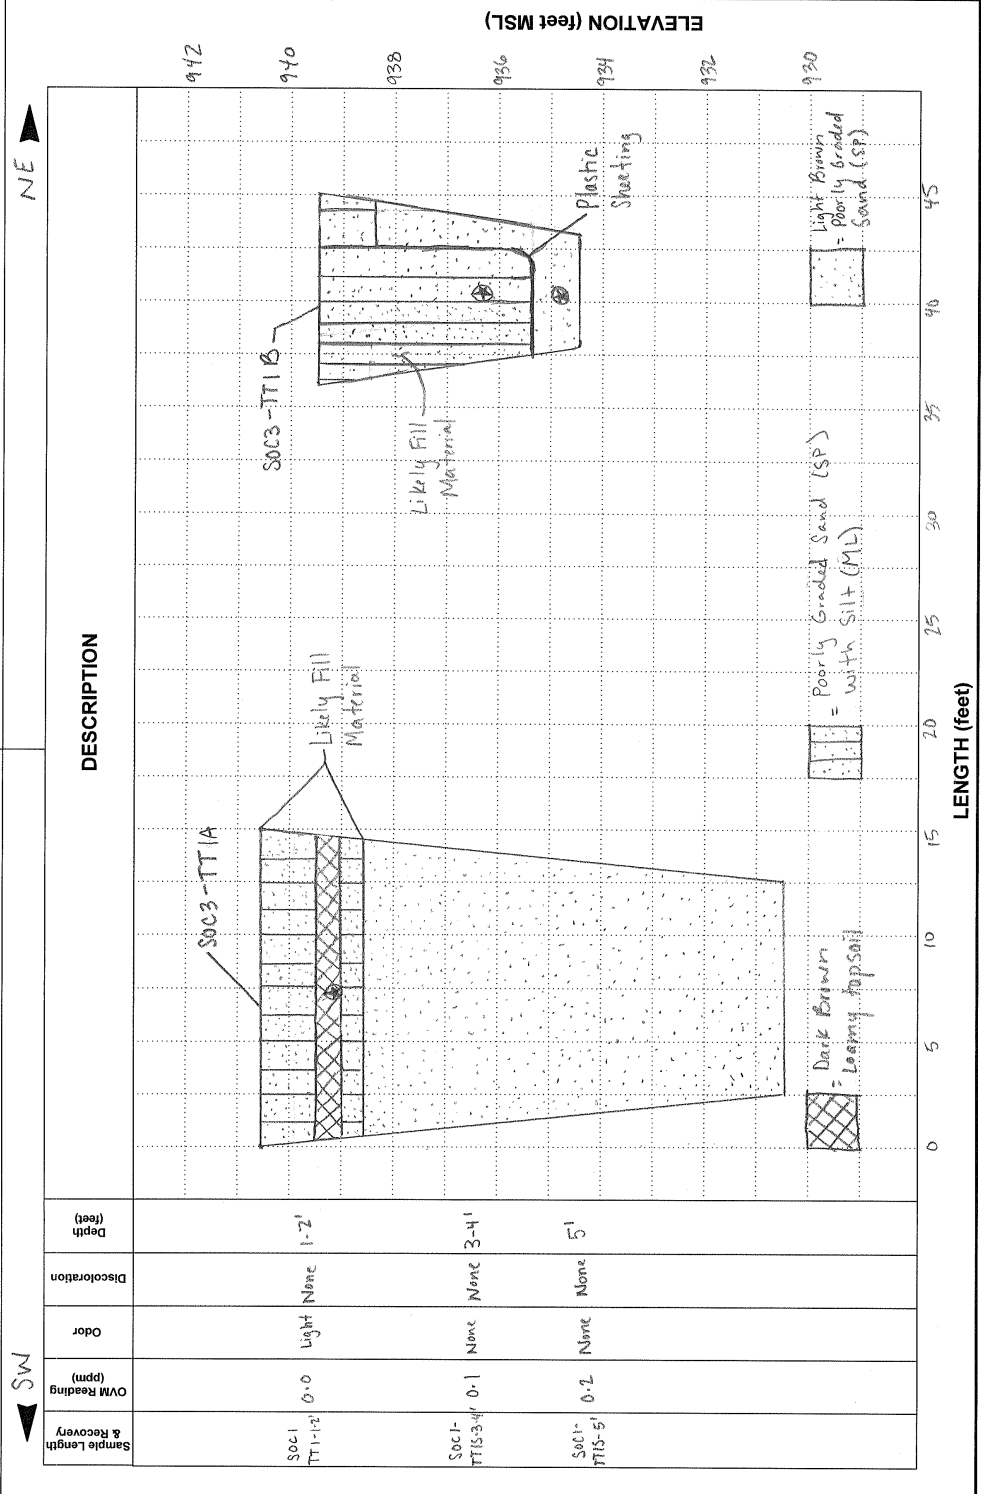 SW
NE
Sample Length
& Recovery
OVM Reading
(ppm)
Odor
Discoloration
Depth
(feet)
DESCRIPTION
ELEVATION (feet MSL)
942
940
938
936
934
932
930
SOC1
TT1-1-2'
0.0
Light
None
1-2'
SOC1-
TT1S-3-4'
0.1
None
None
3-4'
SOC1-
TT1S-5'
0.2
None
None
5'
SOC3-TT1A
Likely Fill
Material
SOC3-TT1B
Likely Fill
Material
Plastic
Sheeting
= Dark Brown
Loamy topsoil
= Poorly Graded Sand (SP)
with Silt (ML)
Light Brown
= Poorly Graded
Sand (SP)
0
5
10
15
20
25
30
35
40
45
LENGTH (feet)